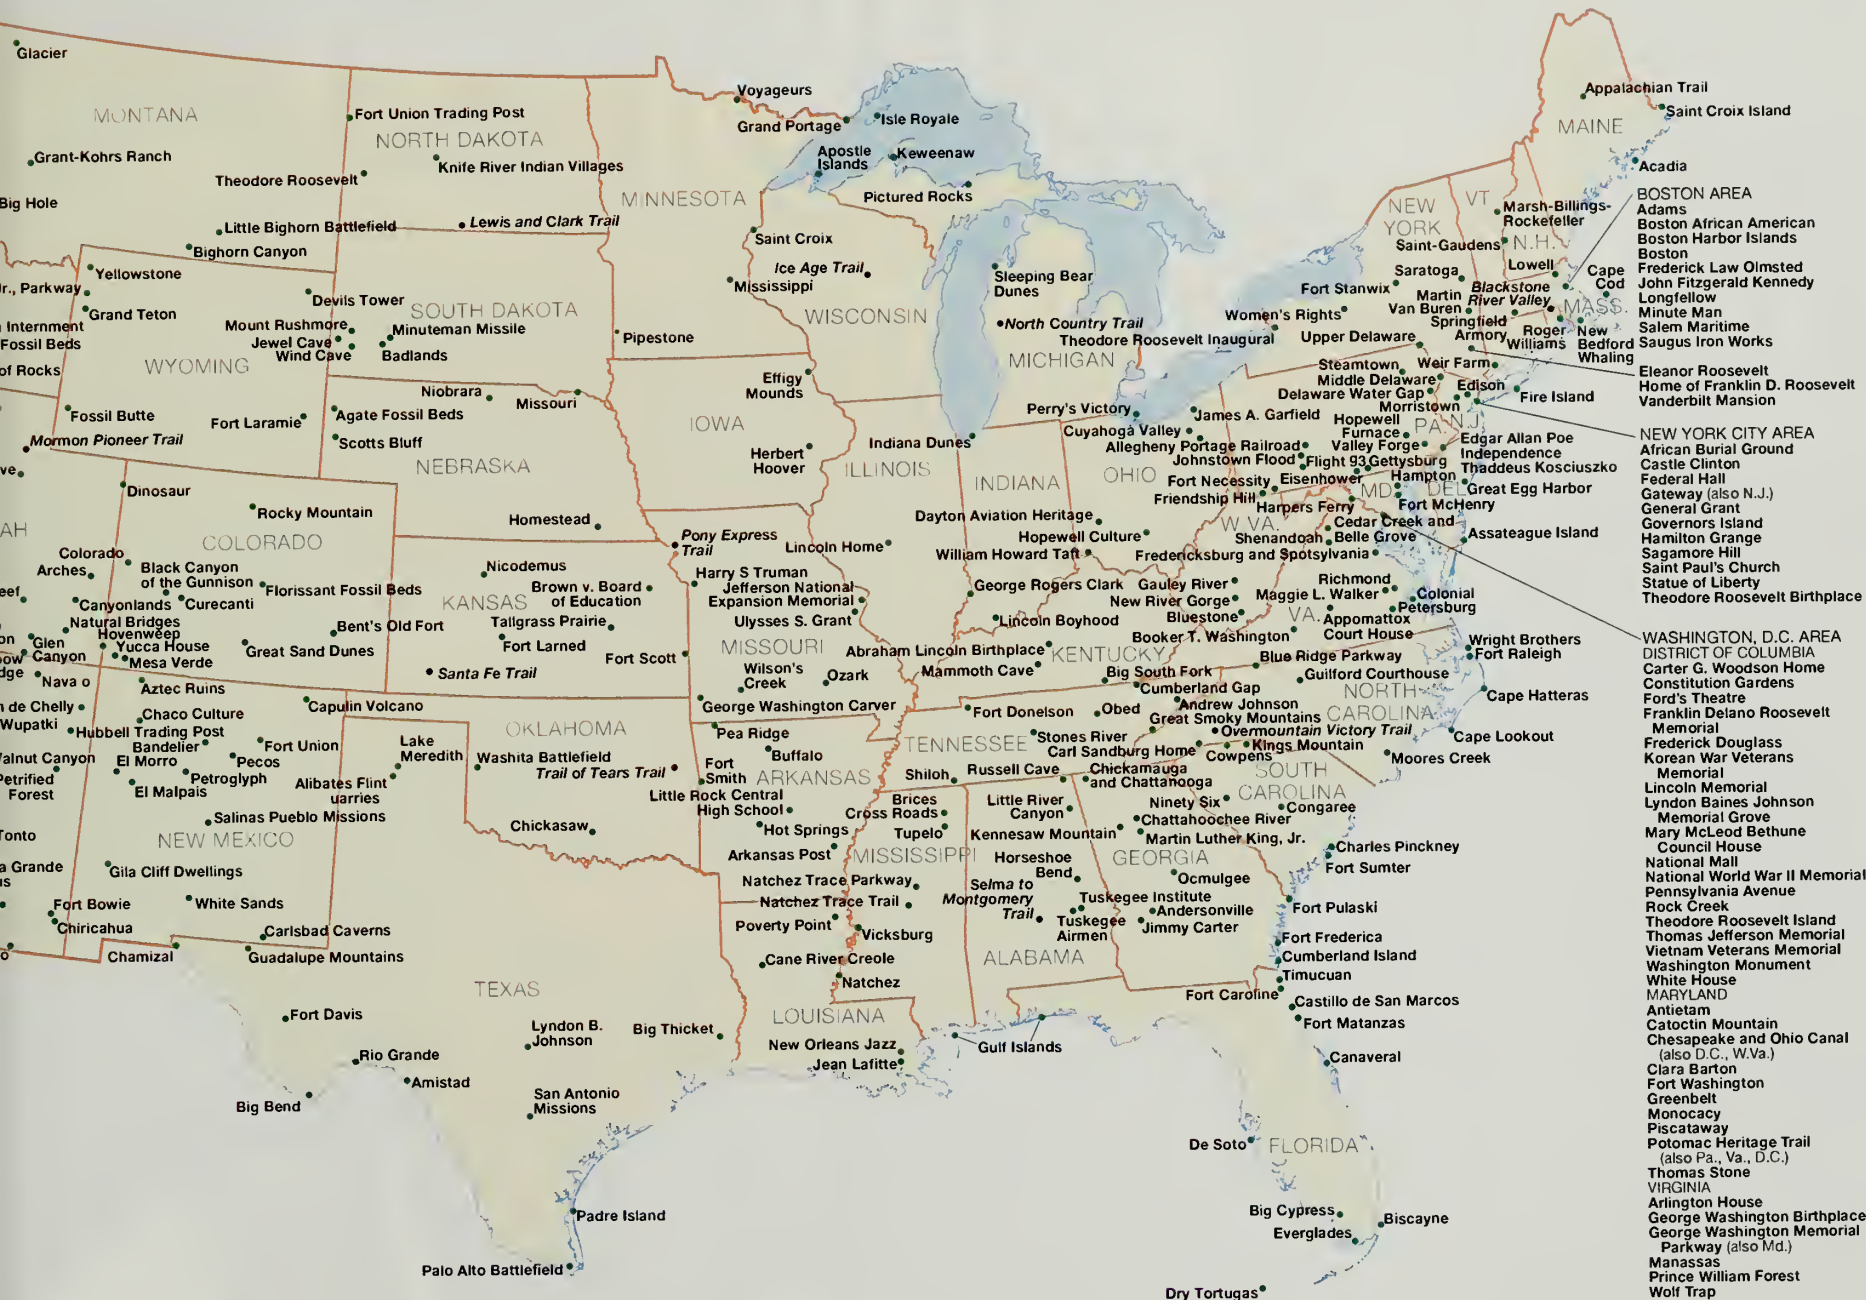 Glacier
MONTANA
Grant-Kohrs Ranch
Big Hole
Little Bighorn Battlefield
Bighorn Canyon
Fort Union Trading Post
NORTH DAKOTA
Knife River Indian Villages
Theodore Roosevelt
Lewis and Clark Trail
Yellowstone
Jr., Parkway
Grand Teton
Internment
Fossil Beds
of Rocks
WYOMING
Devils Tower
Mount Rushmore
Jewel Cave
Wind Cave
SOUTH DAKOTA
Minuteman Missile
Badlands
Fossil Butte
Fort Laramie
Mormon Pioneer Trail
Niobrara
Missouri
Agate Fossil Beds
Scotts Bluff
NEBRASKA
Homestead
ve
Dinosaur
Rocky Mountain
AH
COLORADO
Colorado
Arches
Black Canyon
of the Gunnison
Florissant Fossil Beds
eef
Canyonlands
Curecanti
Natural Bridges
Hovenweep
Yucca House
Mesa Verde
on
Glen
Canyon
ow
dge
Nava o
Bent's Old Fort
Great Sand Dunes
Nicodemus
KANSAS
Brown v. Board
of Education
Tallgrass Prairie
Fort Larned
Fort Scott
Santa Fe Trail
n de Chelly
Wupatki
Hubbell Trading Post
Aztec Ruins
Chaco Culture
Bandelier
El Morro
Pecos
Fort Union
Capulin Volcano
Petroglyph
El Malpais
alnut Canyon
Petrified
Forest
Salinas Pueblo Missions
NEW MEXICO
Tonto
a Grande
us
Gila Cliff Dwellings
White Sands
Fort Bowie
Chiricahua
o
Chamizal
Carlsbad Caverns
Guadalupe Mountains
Lake
Meredith
Alibates Flint
uarries
OKLAHOMA
Washita Battlefield
Trail of Tears Trail
Chickasaw
TEXAS
Fort Davis
Rio Grande
Amistad
Big Bend
Lyndon B.
Johnson
San Antonio
Missions
Big Thicket
Padre Island
Palo Alto Battlefield
Voyageurs
Grand Portage
Isle Royale
Apostle
Islands
Keweenaw
Pictured Rocks
MINNESOTA
Saint Croix
Ice Age Trail
Mississippi
Pipestone
WISCONSIN
Sleeping Bear
Dunes
North Country Trail
MICHIGAN
Effigy
Mounds
IOWA
Herbert
Hoover
Indiana Dunes
ILLINOIS
INDIANA
Lincoln Home
Pony Express
Trail
Harry S Truman
Jefferson National
Expansion Memorial
Ulysses S. Grant
MISSOURI
Wilson's
Creek
Ozark
George Washington Carver
Pea Ridge
Buffalo
Fort
Smith
ARKANSAS
Little Rock Central
High School
Hot Springs
Arkansas Post
Natchez Trace Parkway
Natchez Trace Trail
Poverty Point
Vicksburg
Cane River Creole
Natchez
LOUISIANA
New Orleans Jazz
Jean Lafitte
Gulf Islands
OHIO
Perry's Victory
Cuyahoga Valley
James A. Garfield
Dayton Aviation Heritage
Hopewell Culture
William Howard Taft
George Rogers Clark
Lincoln Boyhood
Abraham Lincoln Birthplace
Mammoth Cave
KENTUCKY
Big South Fork
Cumberland Gap
Fort Donelson
Obed
Andrew Johnson
Great Smoky Mountains
TENNESSEE
Stones River
Carl Sandburg Home
Shiloh
Russell Cave
Chickamauga
and Chattanooga
Brices
Cross Roads
Tupelo
MISSISSIPPI
Little River
Canyon
Kennesaw Mountain
Horseshoe
Bend
Selma to
Montgomery
Trail
Tuskegee Institute
Tuskegee
Airmen
ALABAMA
Ninety Six
Chattahoochee River
Martin Luther King, Jr.
GEORGIA
Ocmulgee
Andersonville
Jimmy Carter
Overmountain Victory Trail
Kings Mountain
Cowpens
SOUTH
CAROLINA
Congaree
Charles Pinckney
Fort Sumter
Fort Pulaski
Fort Frederica
Cumberland Island
Timucuan
Fort Caroline
Castillo de San Marcos
Fort Matanzas
Canaveral
De Soto
FLORIDA
Big Cypress
Everglades
Biscayne
Dry Tortugas
Appalachian Trail
Saint Croix Island
MAINE
Acadia
VT
Marsh-Billings-
Rockefeller
NEW
YORK
Saint-Gaudens
N.H.
Saratoga
Lowell
Cape
Cod
Fort Stanwix
Blackstone
River Valley
Martin
Van Buren
MASS.
Women's Rights
Springfield
Armory
Roger
Williams
New
Bedford
Whaling
Theodore Roosevelt Inaugural
Upper Delaware
Steamtown
Weir Farm
Middle Delaware
Delaware Water Gap
Edison
Fire Island
Morristown
Hopewell
Furnace
PA.
N.J.
Valley Forge
Allegheny Portage Railroad
Johnstown Flood
Flight 93
Gettysburg
Edgar Allan Poe
Independence
Thaddeus Kosciuszko
Fort Necessity
Eisenhower
Hampton
Friendship Hill
MD.
DEL.
Great Egg Harbor
Harpers Ferry
Fort McHenry
W.VA.
Cedar Creek and
Belle Grove
Shenandoah
Assateague Island
Fredericksburg and Spotsylvania
Gauley River
New River Gorge
Bluestone
Richmond
Maggie L. Walker
Colonial
Petersburg
VA.
Appomattox
Court House
Booker T. Washington
Blue Ridge Parkway
Wright Brothers
Fort Raleigh
Guilford Courthouse
NORTH
CAROLINA
Cape Hatteras
Cape Lookout
Moores Creek
BOSTON AREA
Adams
Boston African American
Boston Harbor Islands
Boston
Frederick Law Olmsted
John Fitzgerald Kennedy
Longfellow
Minute Man
Salem Maritime
Saugus Iron Works
Eleanor Roosevelt
Home of Franklin D. Roosevelt
Vanderbilt Mansion
NEW YORK CITY AREA
African Burial Ground
Castle Clinton
Federal Hall
Gateway (also N.J.)
General Grant
Governors Island
Hamilton Grange
Sagamore Hill
Saint Paul's Church
Statue of Liberty
Theodore Roosevelt Birthplace
WASHINGTON, D.C. AREA
DISTRICT OF COLUMBIA
Carter G. Woodson Home
Constitution Gardens
Ford's Theatre
Franklin Delano Roosevelt
Memorial
Frederick Douglass
Korean War Veterans
Memorial
Lincoln Memorial
Lyndon Baines Johnson
Memorial Grove
Mary McLeod Bethune
Council House
National Mall
National World War II Memorial
Pennsylvania Avenue
Rock Creek
Theodore Roosevelt Island
Thomas Jefferson Memorial
Vietnam Veterans Memorial
Washington Monument
White House
MARYLAND
Antietam
Catoctin Mountain
Chesapeake and Ohio Canal
(also D.C., W.Va.)
Clara Barton
Fort Washington
Greenbelt
Monocacy
Piscataway
Potomac Heritage Trail
(also Pa., Va., D.C.)
Thomas Stone
VIRGINIA
Arlington House
George Washington Birthplace
George Washington Memorial
Parkway (also Md.)
Manassas
Prince William Forest
Wolf Trap